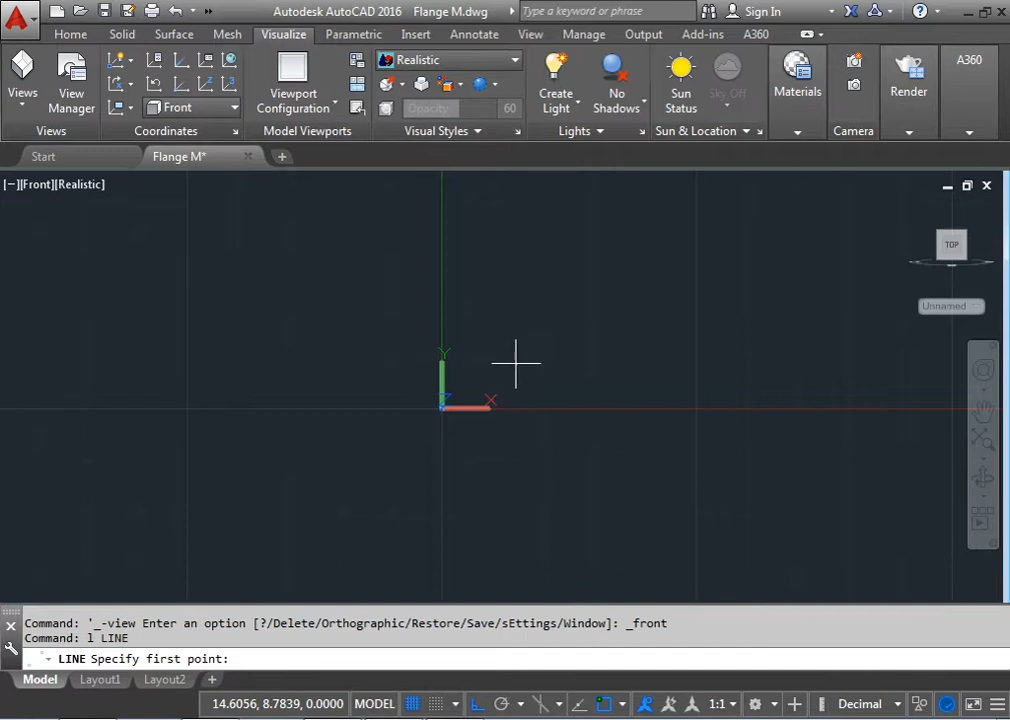 Autodesk AutoCAD 2016 Flange M.dwg
Type a keyword or phrase
Sign In
Home Solid Surface Mesh Visualize Parametric Insert Annotate View Manage Output Add-ins A360
Views
View Manager
Front
Viewport Configuration
Realistic
Opacity 60
Create Light
No Shadows
Sun Status
Sky Off
Materials
Render
A360
Views Coordinates Model Viewports Visual Styles Lights Sun & Location Camera
Start Flange M*
[−][Front][Realistic]
TOP
Unnamed
Y
Z
X
Command: '_-view Enter an option [?/Delete/Orthographic/Restore/Save/sEttings/Window]: _front
Command: l LINE
LINE Specify first point:
Model Layout1 Layout2
14.6056, 8.7839, 0.0000 MODEL 1:1 Decimal